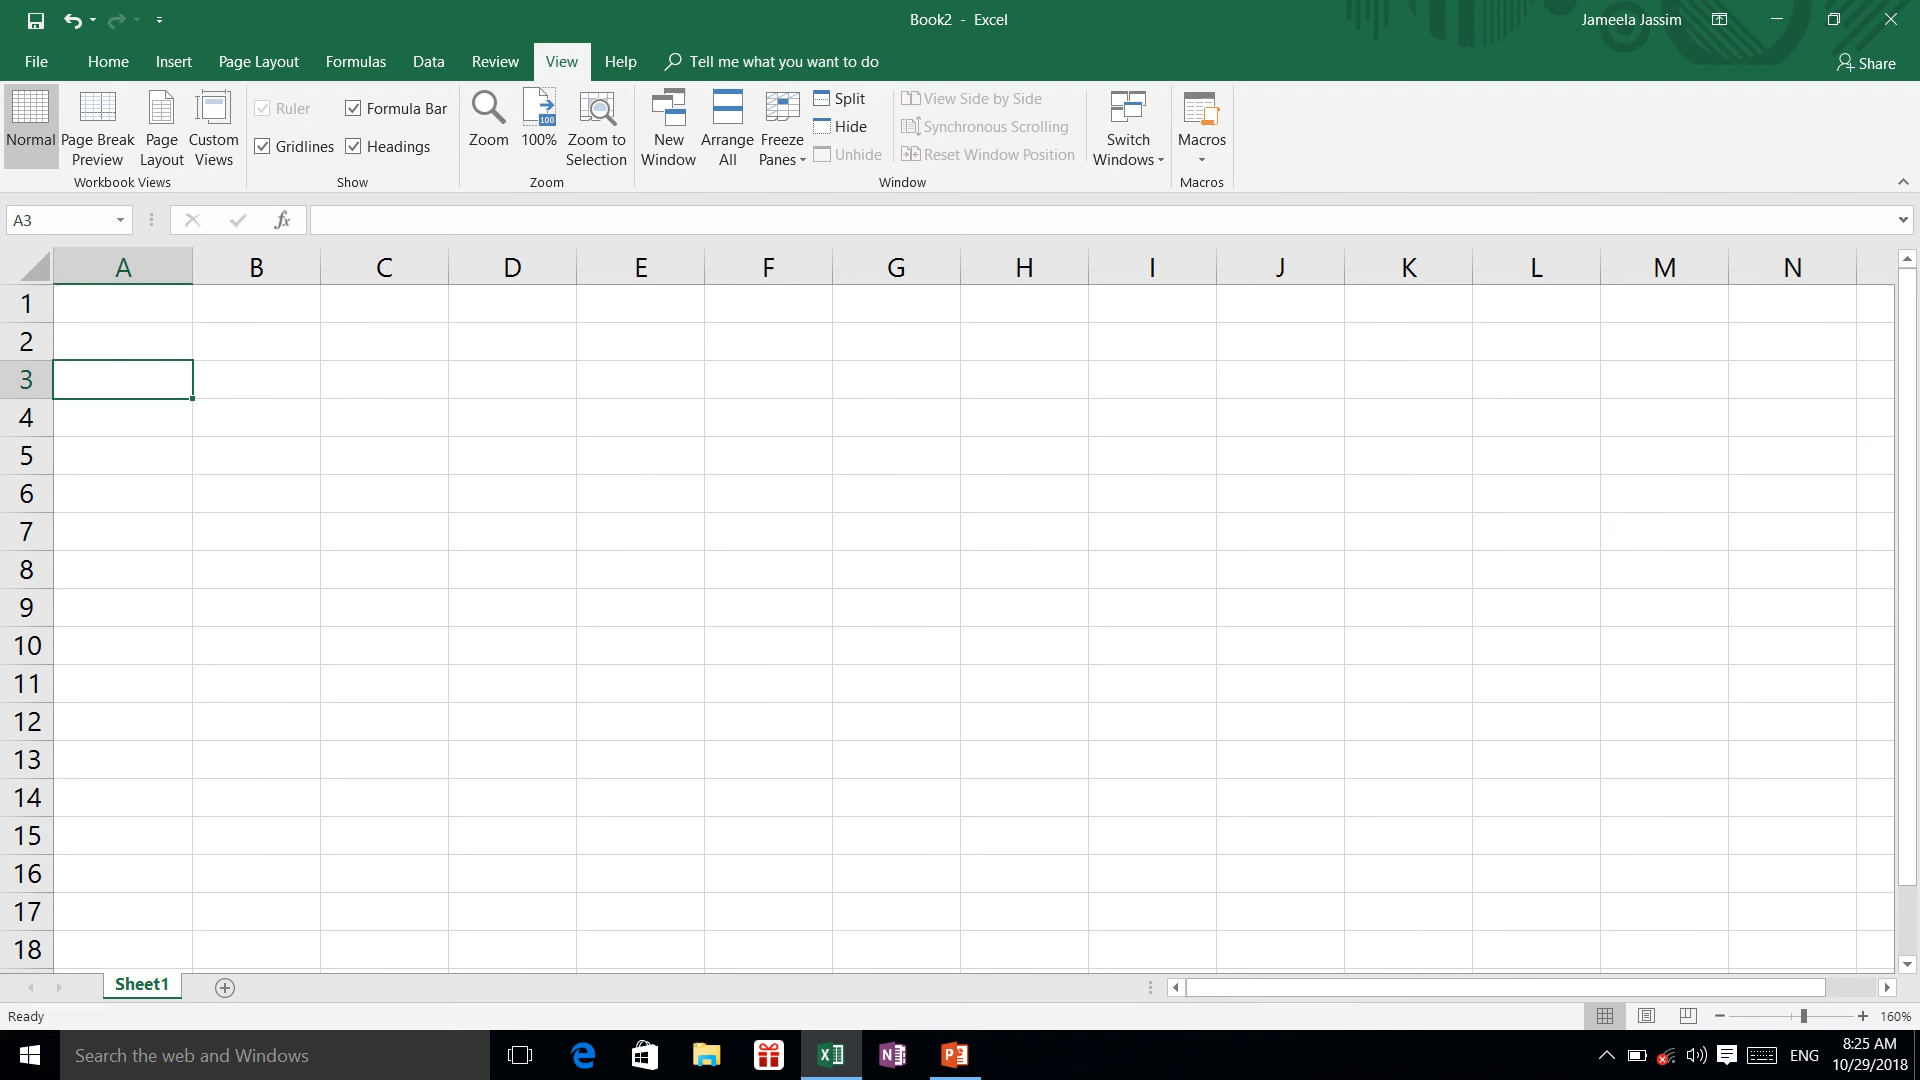 Book2 - Excel
Jameela Jassim
File Home Insert Page Layout Formulas Data Review View Help Tell me what you want to do
Share
Normal
Page Break Preview
Page Layout
Custom Views
Workbook Views
Ruler
Formula Bar
Gridlines
Headings
Show
Zoom
100
100%
Zoom to Selection
Zoom
New Window
Arrange All
Freeze Panes
Split
Hide
Unhide
View Side by Side
Synchronous Scrolling
Reset Window Position
Window
Switch Windows
Macros
Macros
A3
fx
A B C D E F G H I J K L M N
1
2
3
4
5
6
7
8
9
10
11
12
13
14
15
16
17
18
Sheet1
Ready
160%
Search the web and Windows
ENG
8:25 AM
10/29/2018